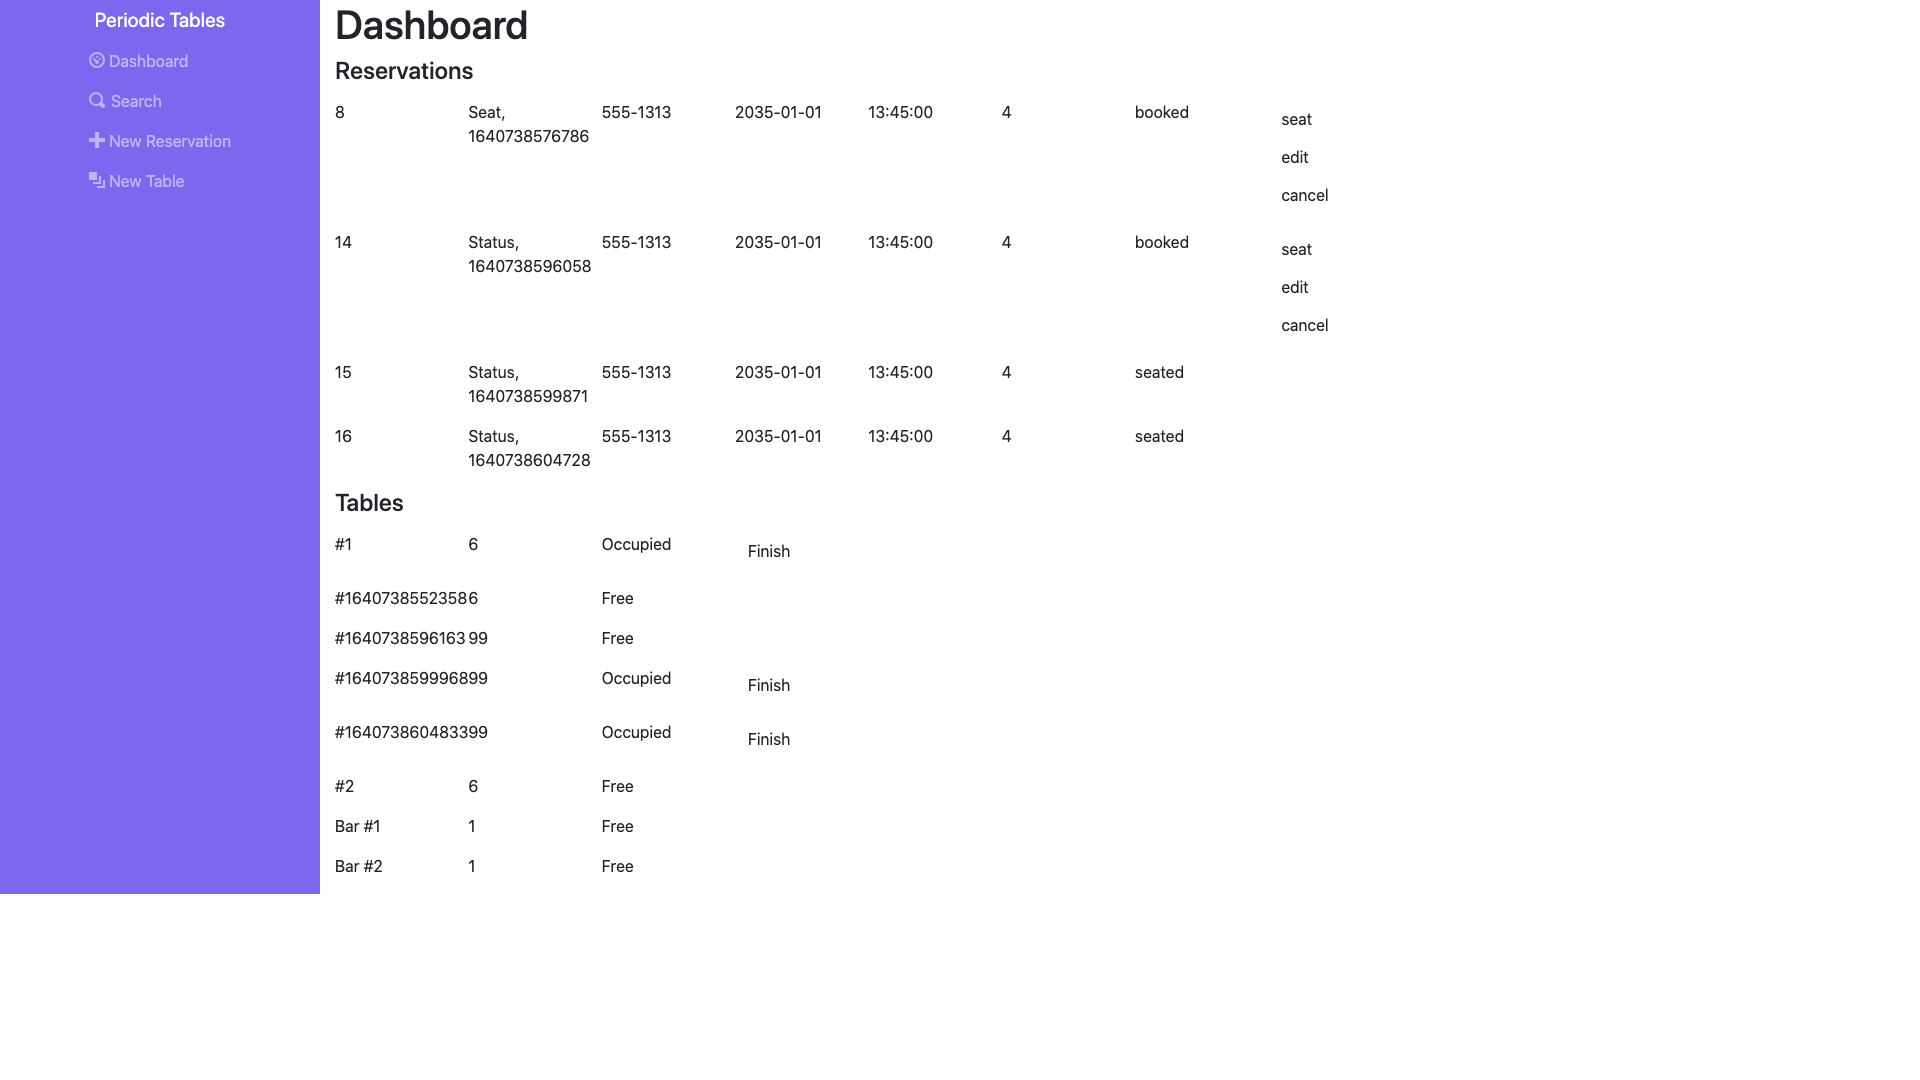 Periodic Tables
Dashboard
Search
New Reservation
New Table
Dashboard
Reservations
8 Seat, 555-1313 2035-01-01 13:45:00 4 booked
1640738576786
seat
edit
cancel
14 Status, 555-1313 2035-01-01 13:45:00 4 booked
1640738596058
seat
edit
cancel
15 Status, 555-1313 2035-01-01 13:45:00 4 seated
1640738599871
16 Status, 555-1313 2035-01-01 13:45:00 4 seated
1640738604728
Tables
#1 6 Occupied Finish
#1640738552358 6 Free
#1640738596163 99 Free
#1640738599968 99 Occupied Finish
#1640738604833 99 Occupied Finish
#2 6 Free
Bar #1 1 Free
Bar #2 1 Free